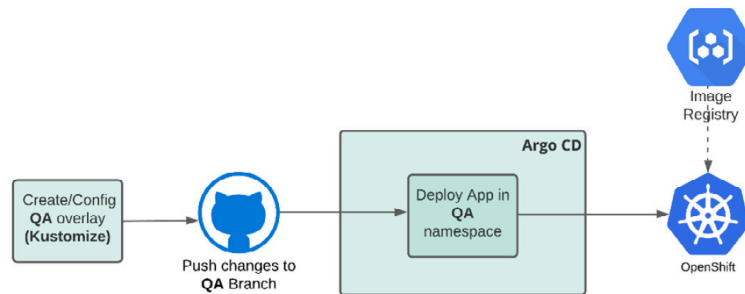 Image
Registry
Argo CD
Create/Config
QA overlay
(Kustomize)
Deploy App in
QA
namespace
Push changes to
QA Branch
OpenShift